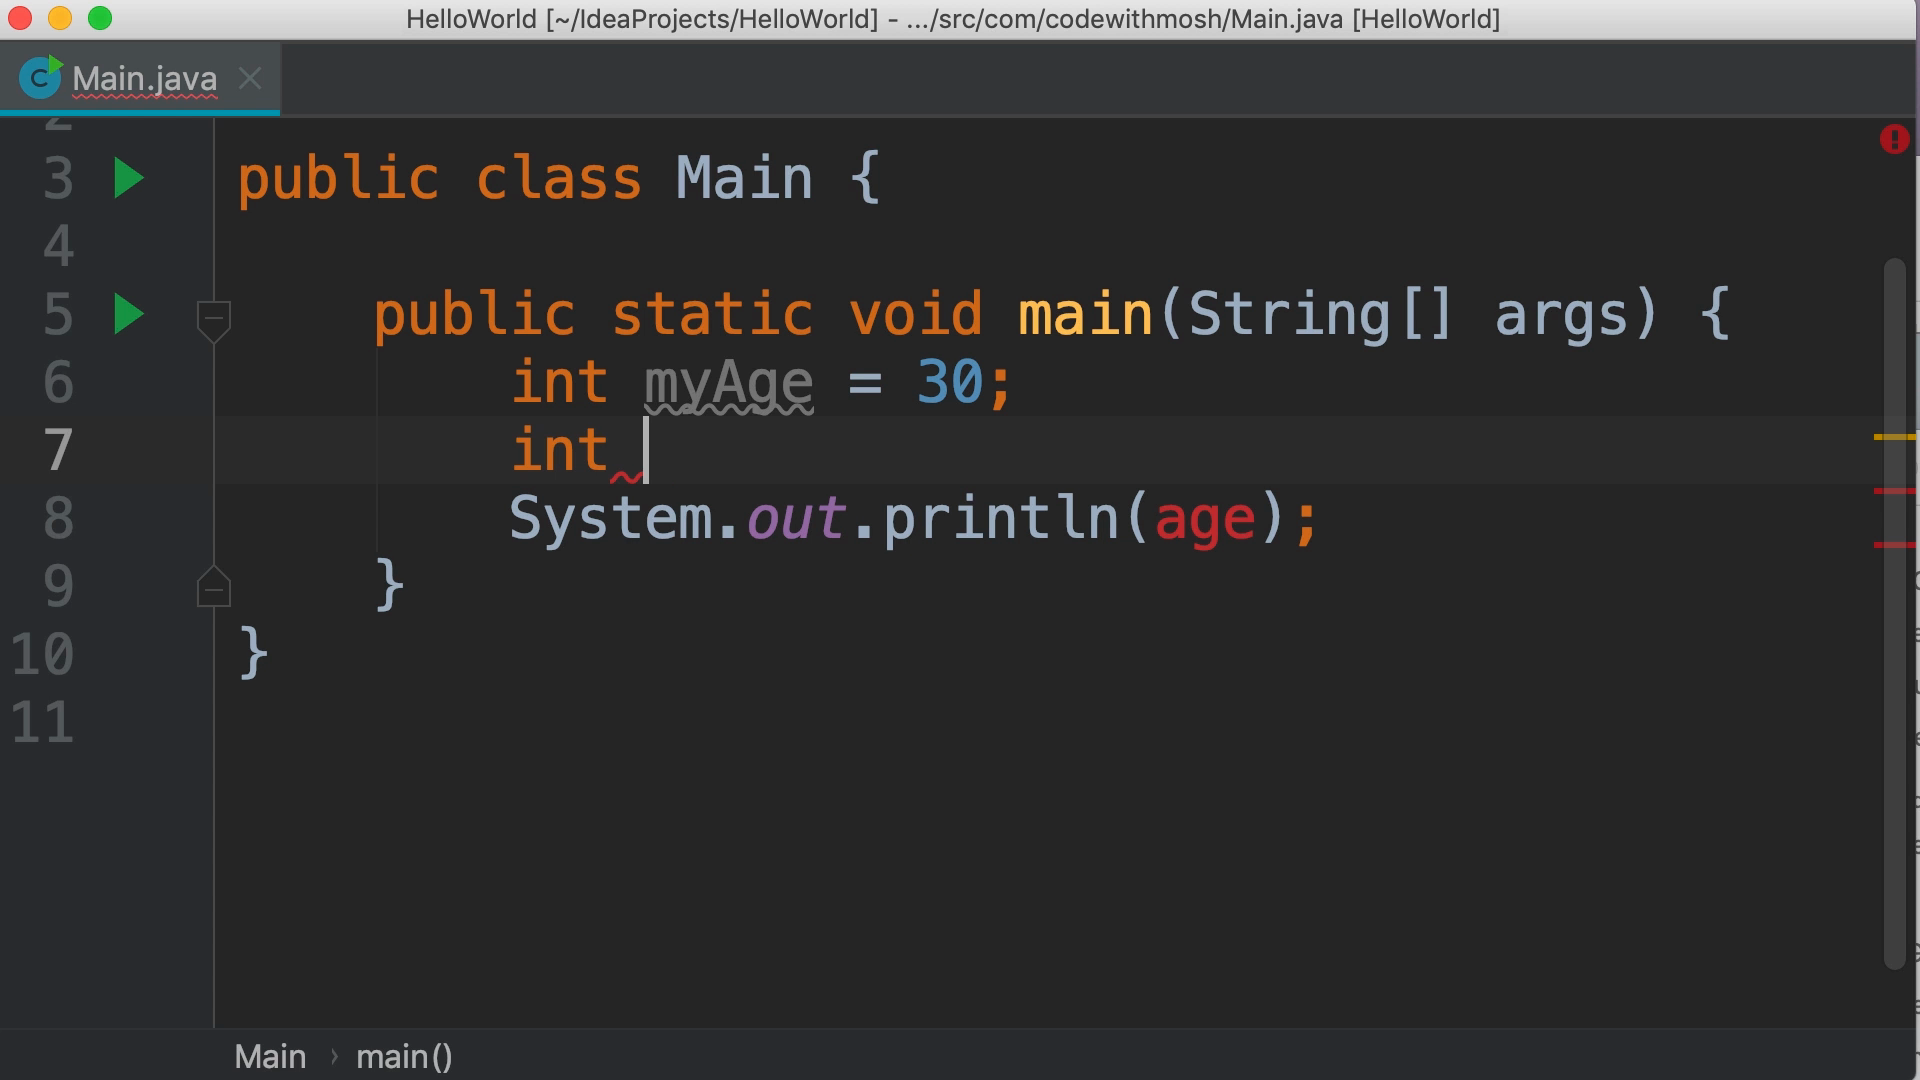 HelloWorld [~/IdeaProjects/HelloWorld] - .../src/com/codewithmosh/Main.java [HelloWorld]
Main.java
2
3 public class Main {
4
5 public static void main(String[] args) {
6 int myAge = 30;
7 int
8 System.out.println(age);
9 }
10 }
11
Main › main()